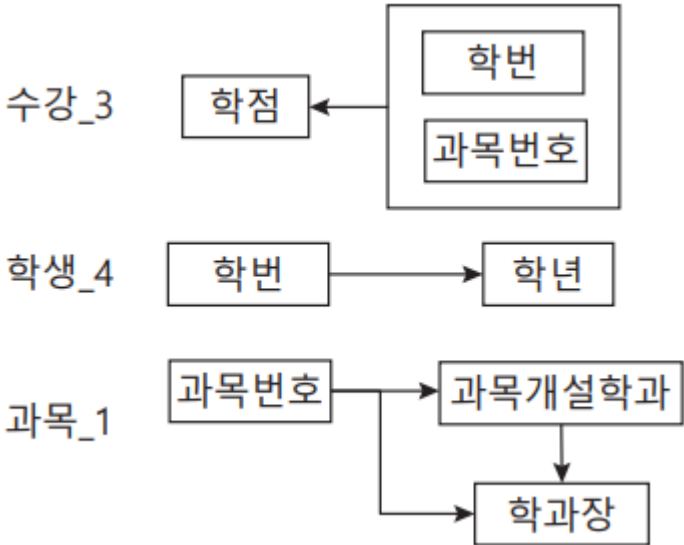 수강_3
학점
학번
과목번호
학생_4
학번
학년
과목_1
과목번호
과목개설학과
학과장